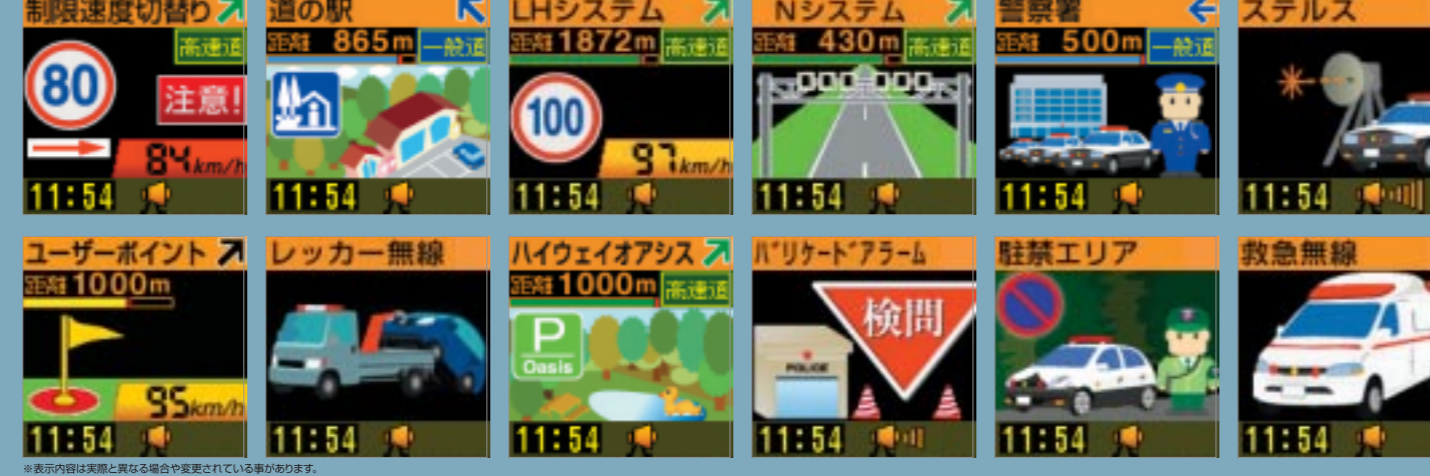 制限速度切替り
高速道
80
注意!
84km/h
11:54
道の駅
距離 865m 一般道
11:54
LHシステム
距離 1872m 高速道
100
97km/h
11:54
Nシステム
距離 430m 高速道
11:54
警察署
距離 500m 一般道
11:54
ステルス
11:54
ユーザーポイント
距離 1000m
95km/h
11:54
レッカー無線
11:54
ハイウェイオアシス
距離 1000m 高速道
P
Oasis
11:54
バリケードアラーム
検問
POLICE
11:54
駐禁エリア
11:54
救急無線
11:54
※表示内容は実際と異なる場合や変更されている事があります。